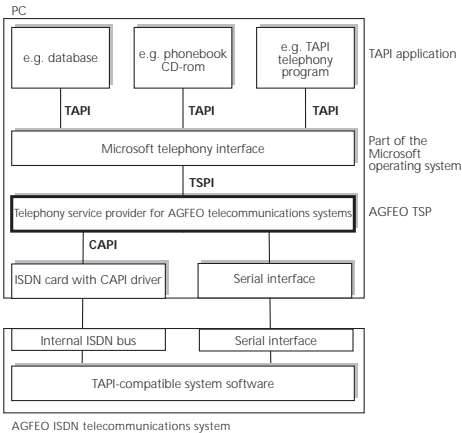 PC
e.g. database
e.g. phonebook
CD-rom
e.g. TAPI
telephony
program
TAPI application
TAPI
TAPI
TAPI
Microsoft telephony interface
Part of the
Microsoft
operating system
TSPI
Telephony service provider for AGFEO telecommunications systems
AGFEO TSP
CAPI
ISDN card with CAPI driver
Serial interface
Internal ISDN bus
Serial interface
TAPI-compatible system software
AGFEO ISDN telecommunications system